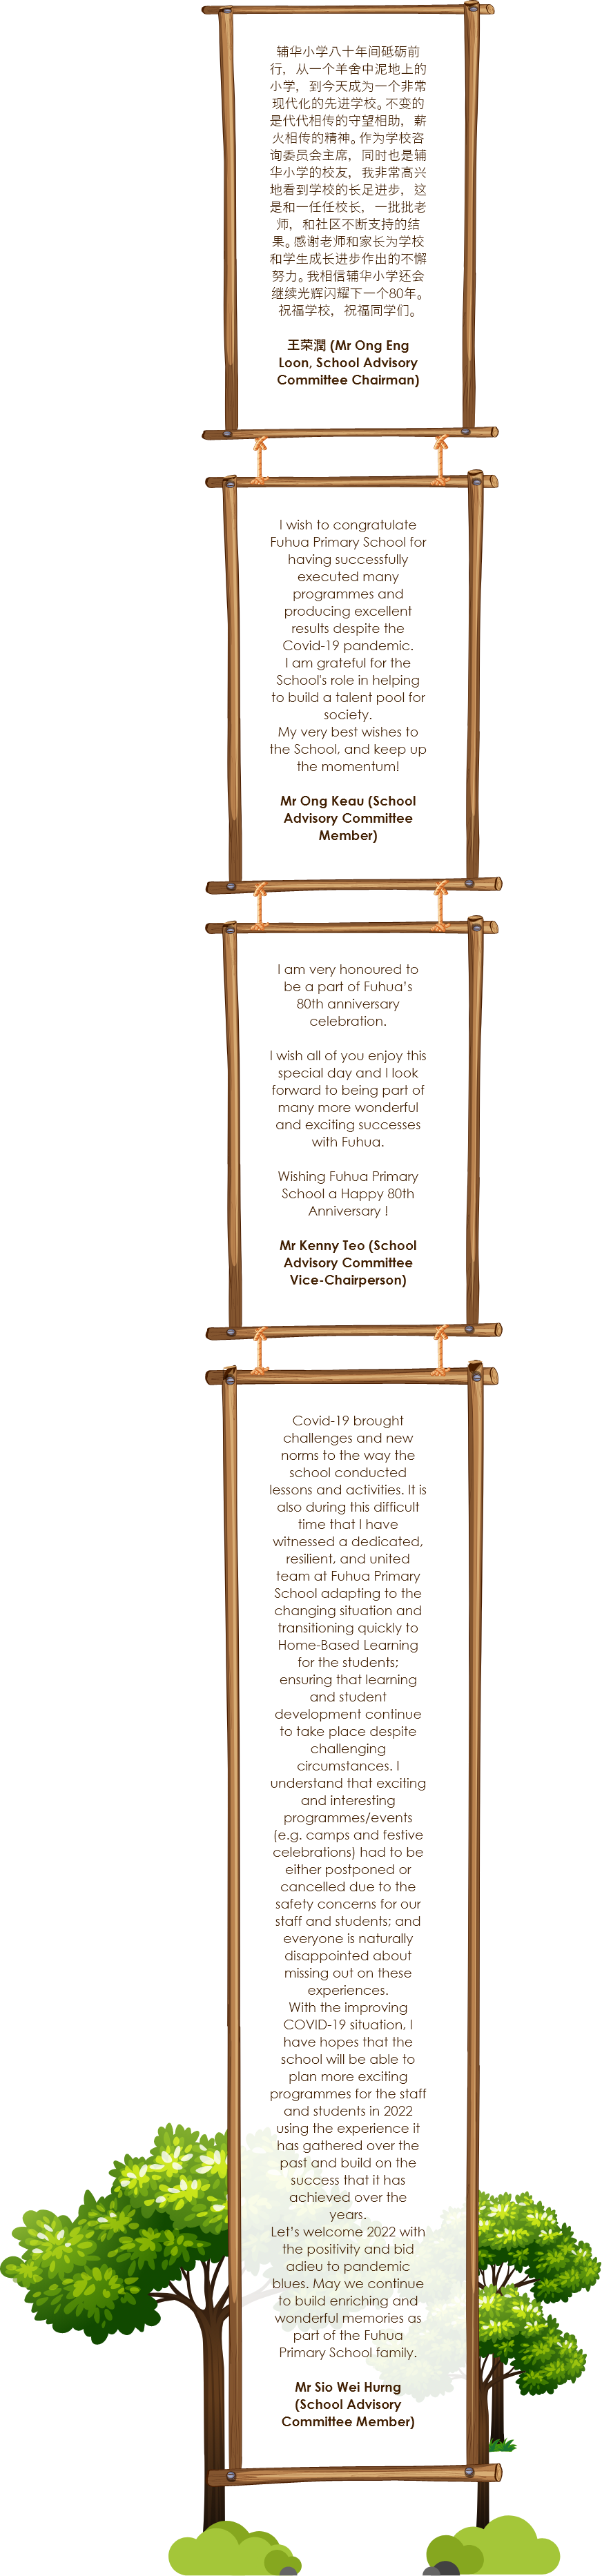 辅华小学八十年间砥砺前
行，从一个羊舍中泥地上的
小学，到今天成为一个非常
现代化的先进学校。不变的
是代代相传的守望相助，薪
火相传的精神。作为学校咨
询委员会主席，同时也是辅
华小学的校友，我非常高兴
地看到学校的长足进步，这
是和一任任校长，一批批老
师，和社区不断支持的结
果。感谢老师和家长为学校
和学生成长进步作出的不懈
努力。我相信辅华小学还会
继续光辉闪耀下一个80年。
祝福学校，祝福同学们。
王荣潤 (Mr Ong Eng
Loon, School Advisory
Committee Chairman)
I wish to congratulate
Fuhua Primary School for
having successfully
executed many
programmes and
producing excellent
results despite the
Covid-19 pandemic.
I am grateful for the
School's role in helping
to build a talent pool for
society.
My very best wishes to
the School, and keep up
the momentum!
Mr Ong Keau (School
Advisory Committee
Member)
I am very honoured to
be a part of Fuhua’s
80th anniversary
celebration.
I wish all of you enjoy this
special day and I look
forward to being part of
many more wonderful
and exciting successes
with Fuhua.
Wishing Fuhua Primary
School a Happy 80th
Anniversary !
Mr Kenny Teo (School
Advisory Committee
Vice-Chairperson)
Covid-19 brought
challenges and new
norms to the way the
school conducted
lessons and activities. It is
also during this difficult
time that I have
witnessed a dedicated,
resilient, and united
team at Fuhua Primary
School adapting to the
changing situation and
transitioning quickly to
Home-Based Learning
for the students;
ensuring that learning
and student
development continue
to take place despite
challenging
circumstances. I
understand that exciting
and interesting
programmes/events
(e.g. camps and festive
celebrations) had to be
either postponed or
cancelled due to the
safety concerns for our
staff and students; and
everyone is naturally
disappointed about
missing out on these
experiences.
With the improving
COVID-19 situation, I
have hopes that the
school will be able to
plan more exciting
programmes for the staff
and students in 2022
using the experience it
has gathered over the
past and build on the
success that it has
achieved over the
years.
Let’s welcome 2022 with
the positivity and bid
adieu to pandemic
blues. May we continue
to build enriching and
wonderful memories as
part of the Fuhua
Primary School family.
Mr Sio Wei Hurng
(School Advisory
Committee Member)